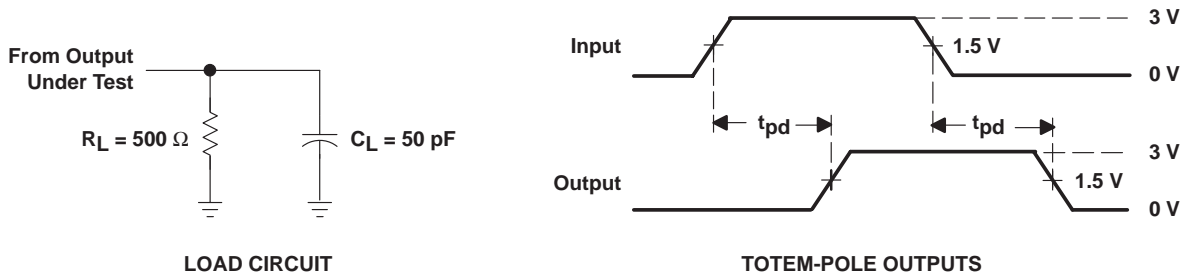 From Output
Under Test
RL = 500 Ω
CL = 50 pF
LOAD CIRCUIT
Input
3 V
1.5 V
0 V
tpd
tpd
Output
3 V
1.5 V
0 V
TOTEM-POLE OUTPUTS